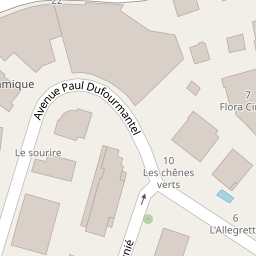 22
Avenue Paul Dufourmantel
amique
7
Flora Cin
Le sourire
10
Les chênes
verts
6
L'Allegrett
nié